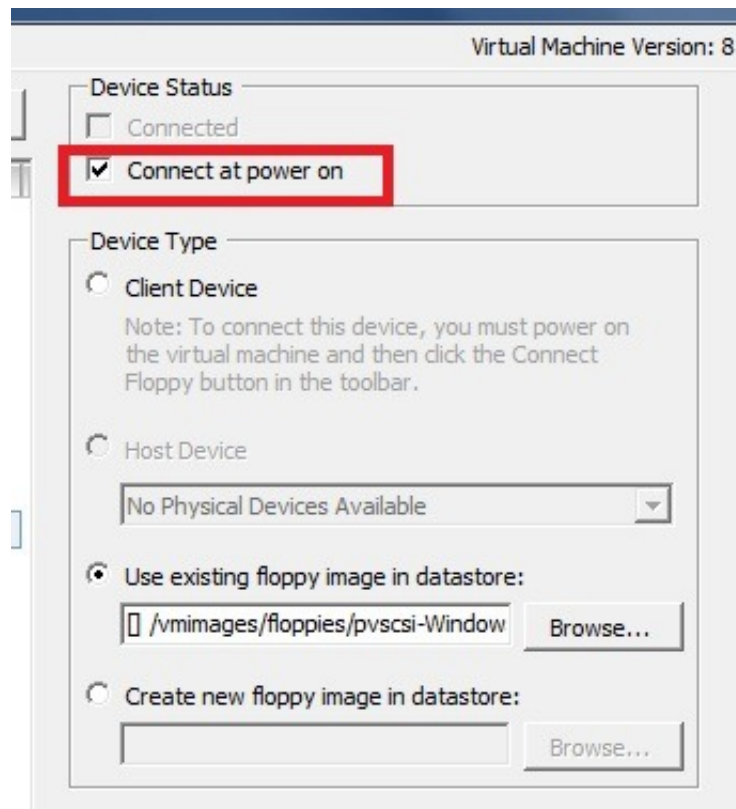 Virtual Machine Version: 8
Device Status
Connected
Connect at power on
Device Type
Client Device
Note: To connect this device, you must power on
the virtual machine and then click the Connect
Floppy button in the toolbar.
Host Device
No Physical Devices Available
Use existing floppy image in datastore:
[] /vmimages/floppies/pvscsi-Window
Browse...
Create new floppy image in datastore:
Browse...